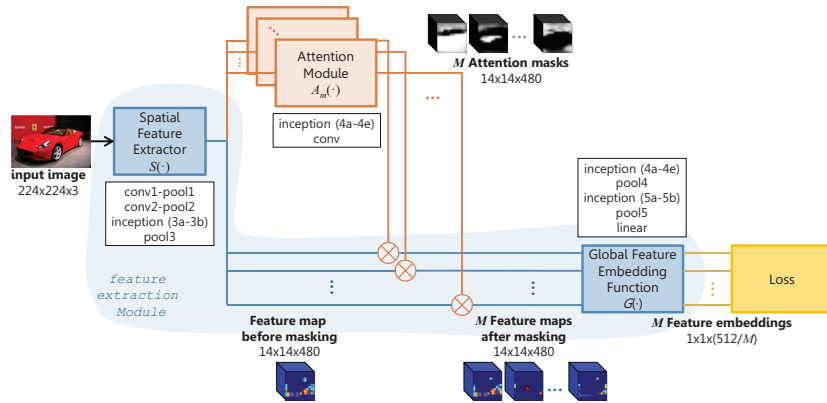 Attention
Module
Aₘ(·)
inception (4a-4e)
conv
M Attention masks
14x14x480
Spatial
Feature
Extractor
S(·)
input image
224x224x3
conv1-pool1
conv2-pool2
inception (3a-3b)
pool3
feature
extraction
Module
inception (4a-4e)
pool4
inception (5a-5b)
pool5
linear
Global Feature
Embedding
Function
G(·)
Loss
Feature map
before masking
14x14x480
M Feature maps
after masking
14x14x480
M Feature embeddings
1x1x(512/M)